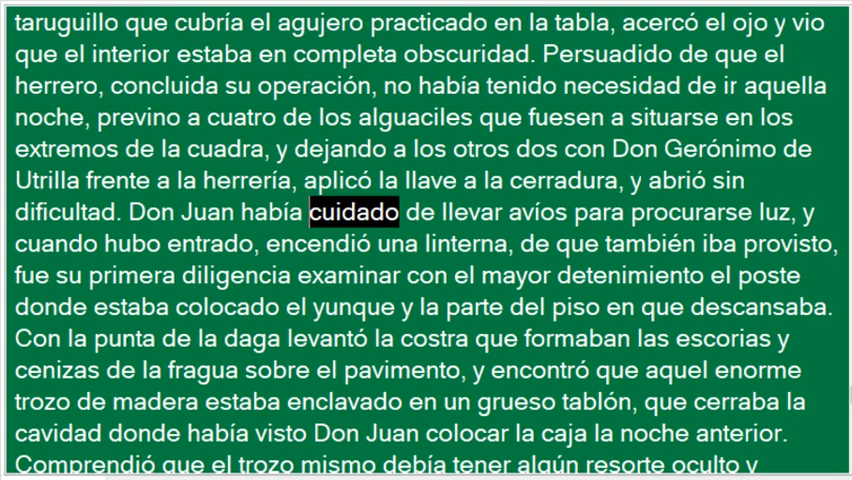 taruguillo que cubría el agujero practicado en la tabla, acercó el ojo y vio
que el interior estaba en completa obscuridad. Persuadido de que el
herrero, concluida su operación, no había tenido necesidad de ir aquella
noche, previno a cuatro de los alguaciles que fuesen a situarse en los
extremos de la cuadra, y dejando a los otros dos con Don Gerónimo de
Utrilla frente a la herrería, aplicó la llave a la cerradura, y abrió sin
dificultad. Don Juan había cuidado de llevar avíos para procurarse luz, y
cuando hubo entrado, encendió una linterna, de que también iba provisto,
fue su primera diligencia examinar con el mayor detenimiento el poste
donde estaba colocado el yunque y la parte del piso en que descansaba.
Con la punta de la daga levantó la costra que formaban las escorias y
cenizas de la fragua sobre el pavimento, y encontró que aquel enorme
trozo de madera estaba enclavado en un grueso tablón, que cerraba la
cavidad donde había visto Don Juan colocar la caja la noche anterior.
Comprendió que el trozo mismo debía tener algún resorte oculto y